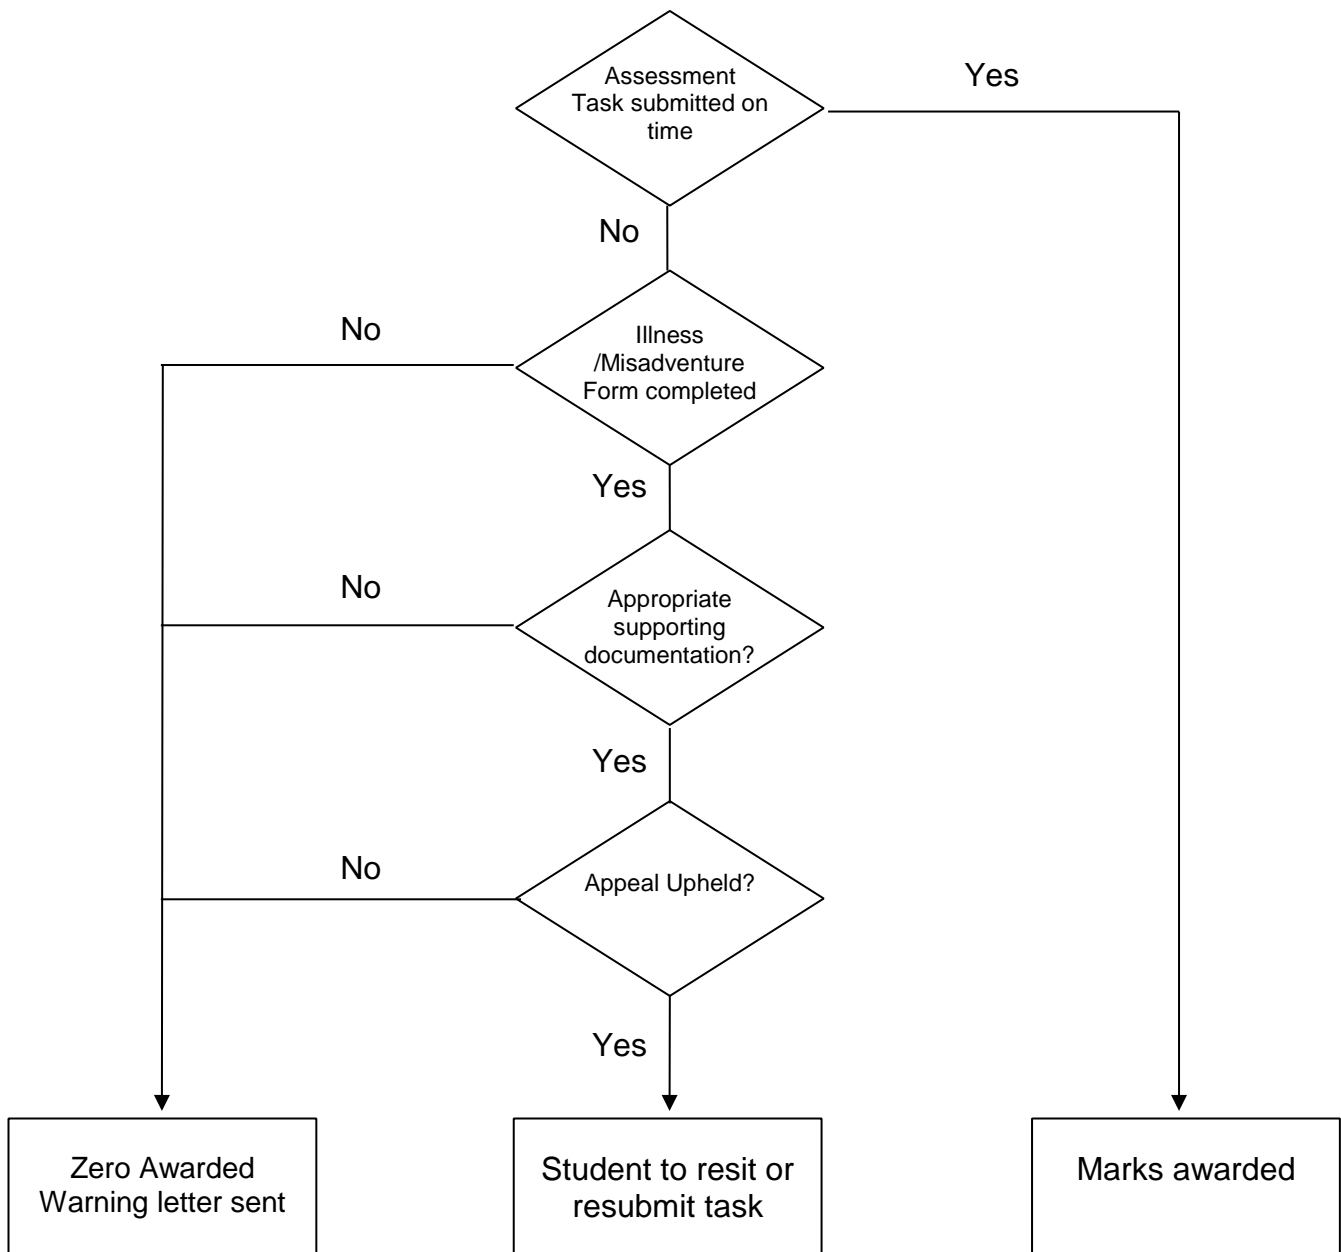 Assessment
Task submitted on
time
Yes
No
No
Illness
/Misadventure
Form completed
Yes
No
Appropriate
supporting
documentation?
Yes
No
Appeal Upheld?
Yes
Zero Awarded
Warning letter sent
Student to resit or
resubmit task
Marks awarded